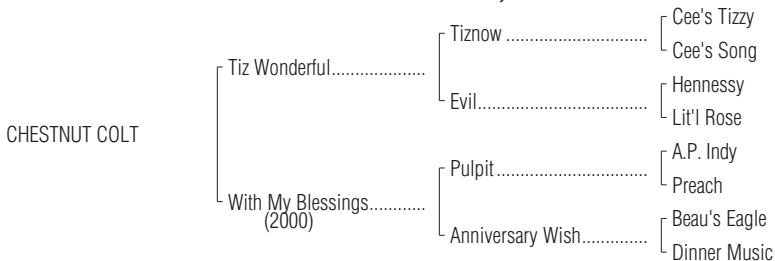 Cee's Tizzy
Tiznow ................................
Cee's Song
Tiz Wonderful....................
Hennessy
Evil.......................................
Lit'l Rose
CHESTNUT COLT
A.P. Indy
Pulpit ..................................
Preach
With My Blessings............
(2000)
Beau's Eagle
Anniversary Wish...............
Dinner Music